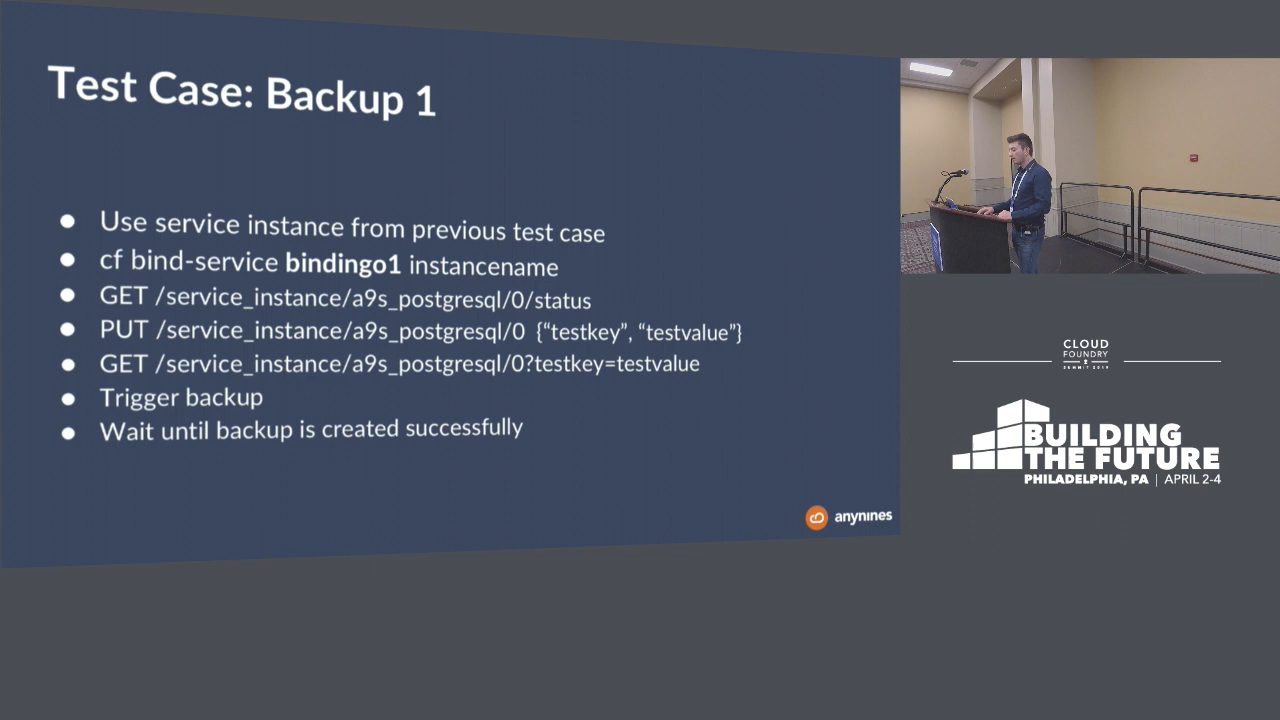 Test Case: Backup 1
Use service instance from previous test case
cf bind-service bindingo1 instancename
GET /service_instance/a9s_postgresql/0/status
PUT /service_instance/a9s_postgresql/0 {“testkey”, “testvalue”}
GET /service_instance/a9s_postgresql/0?testkey=testvalue
Trigger backup
Wait until backup is created successfully
anynines
CLOUD
FOUNDRY
SUMMIT 2019
BUILDING
THE FUTURE
PHILADELPHIA, PA | APRIL 2-4